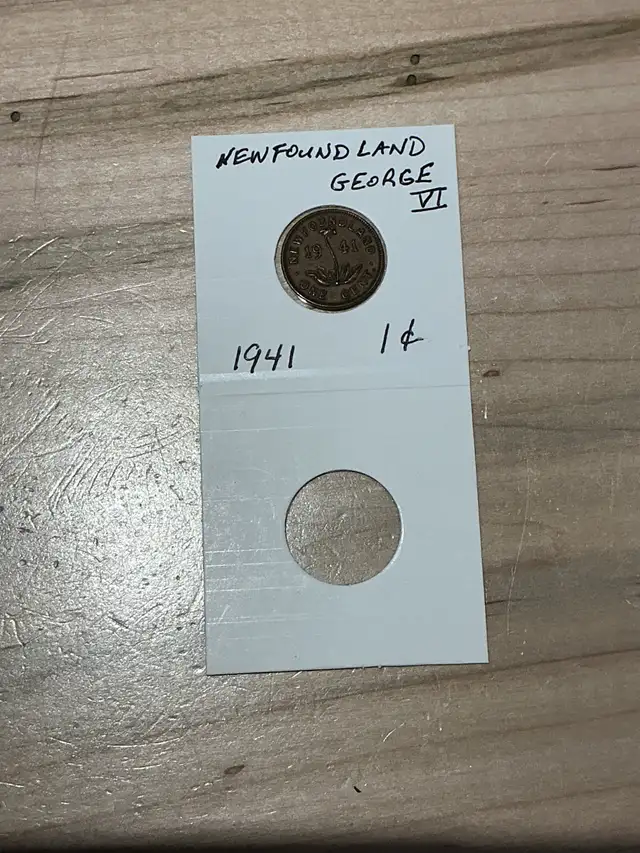 NEWFOUNDLAND
GEORGE
VI
NEWFOUNDLAND
19 41
ONE CENT
1941 1¢